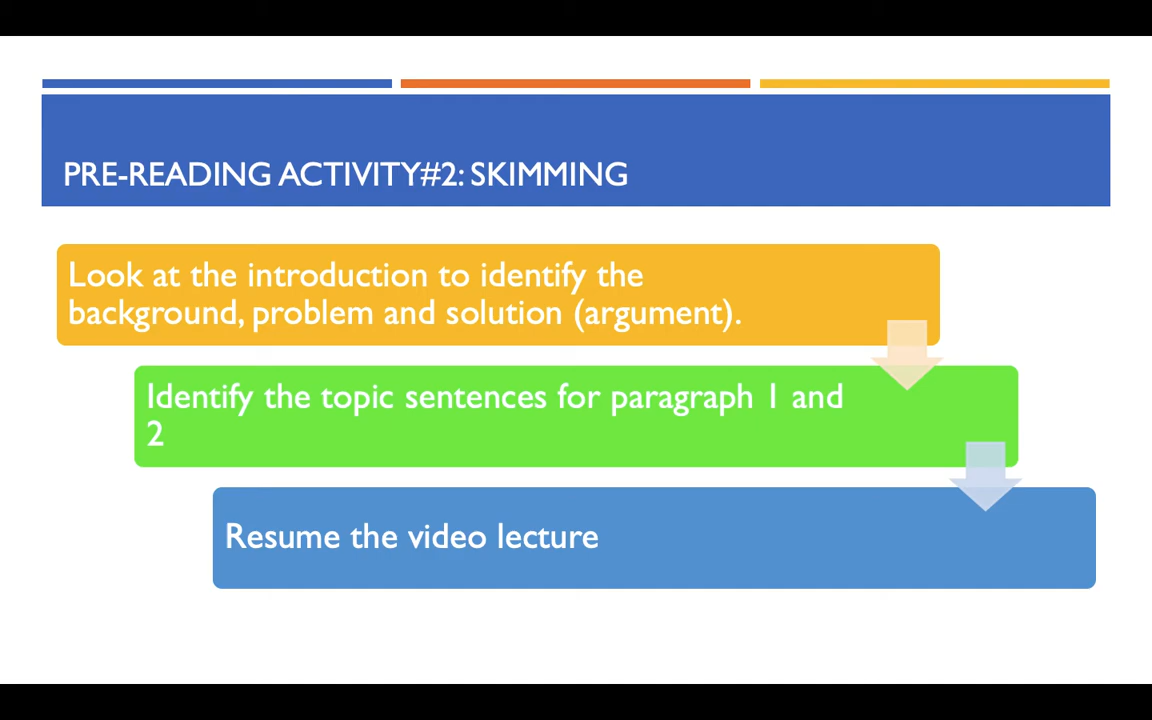 PRE-READING ACTIVITY#2: SKIMMING
Look at the introduction to identify the
background, problem and solution (argument).
Identify the topic sentences for paragraph 1 and
2
Resume the video lecture